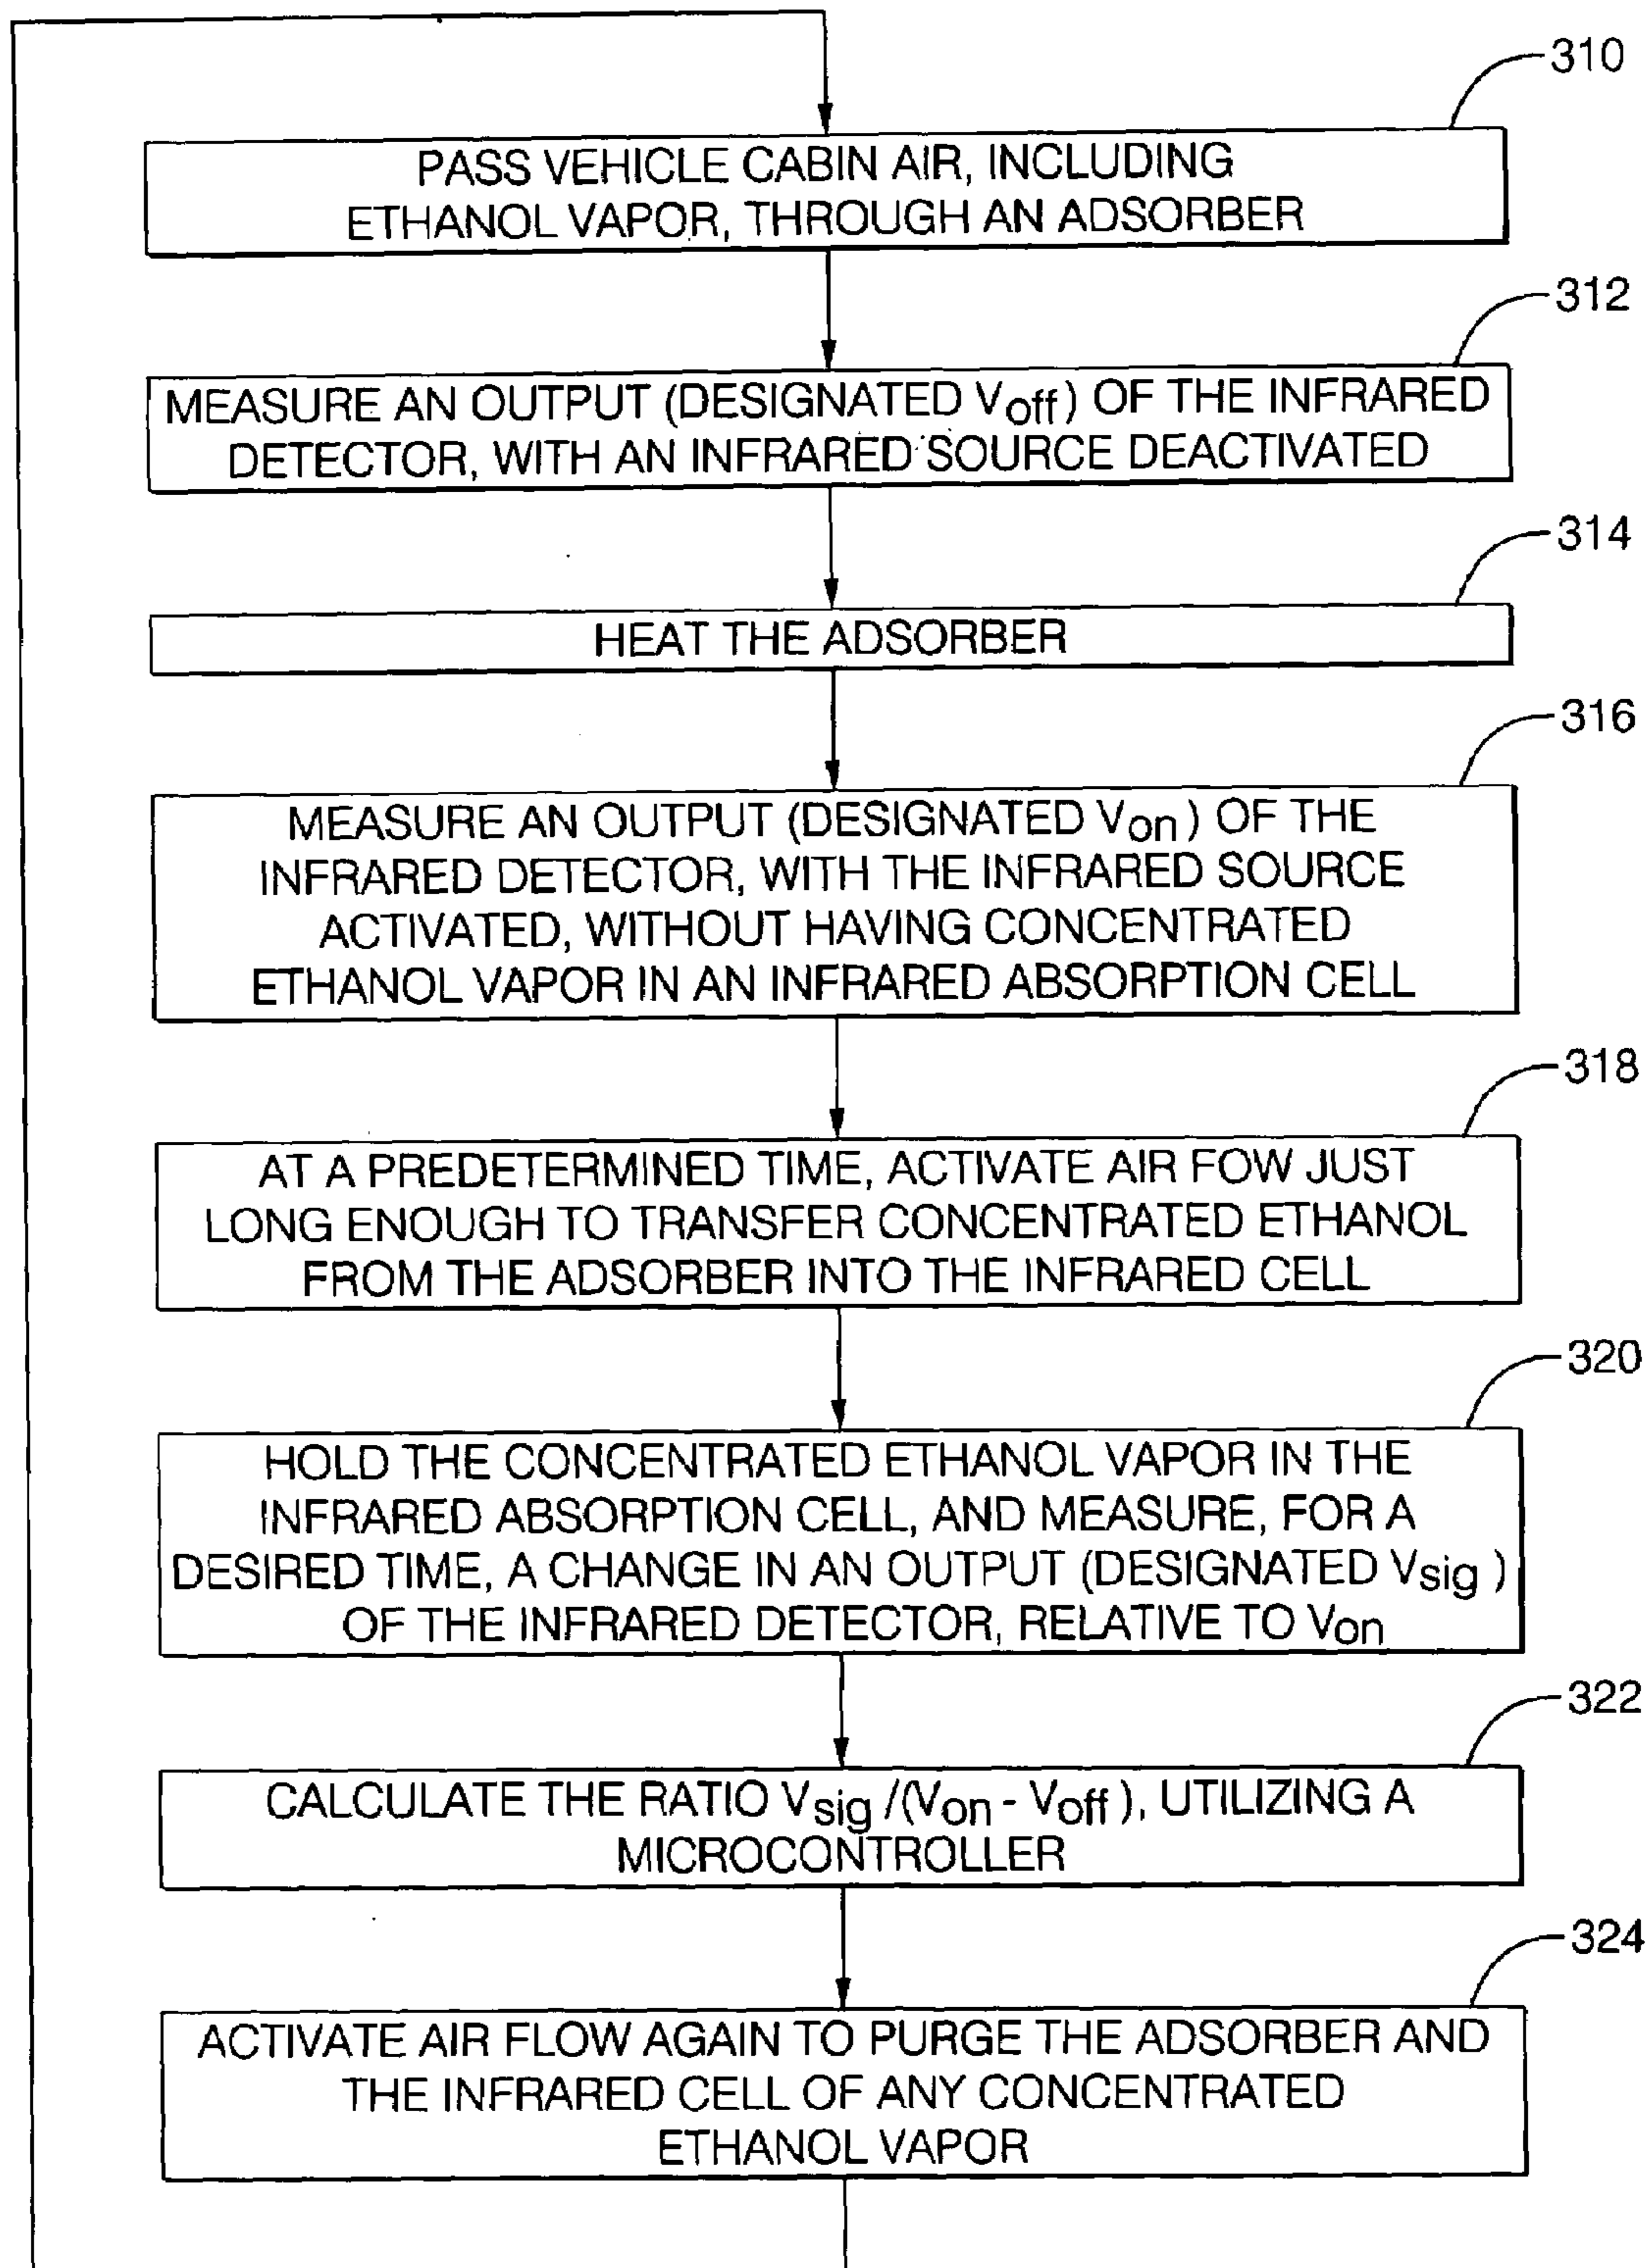 310
PASS VEHICLE CABIN AIR, INCLUDING
ETHANOL VAPOR, THROUGH AN ADSORBER
312
MEASURE AN OUTPUT (DESIGNATED Voff) OF THE INFRARED
DETECTOR, WITH AN INFRARED SOURCE DEACTIVATED
314
HEAT THE ADSORBER
316
MEASURE AN OUTPUT (DESIGNATED Von) OF THE
INFRARED DETECTOR, WITH THE INFRARED SOURCE
ACTIVATED, WITHOUT HAVING CONCENTRATED
ETHANOL VAPOR IN AN INFRARED ABSORPTION CELL
318
AT A PREDETERMINED TIME, ACTIVATE AIR FOW JUST
LONG ENOUGH TO TRANSFER CONCENTRATED ETHANOL
FROM THE ADSORBER INTO THE INFRARED CELL
320
HOLD THE CONCENTRATED ETHANOL VAPOR IN THE
INFRARED ABSORPTION CELL, AND MEASURE, FOR A
DESIRED TIME, A CHANGE IN AN OUTPUT (DESIGNATED Vsig )
OF THE INFRARED DETECTOR, RELATIVE TO Von
322
CALCULATE THE RATIO Vsig /(Von - Voff ), UTILIZING A
MICROCONTROLLER
324
ACTIVATE AIR FLOW AGAIN TO PURGE THE ADSORBER AND
THE INFRARED CELL OF ANY CONCENTRATED
ETHANOL VAPOR